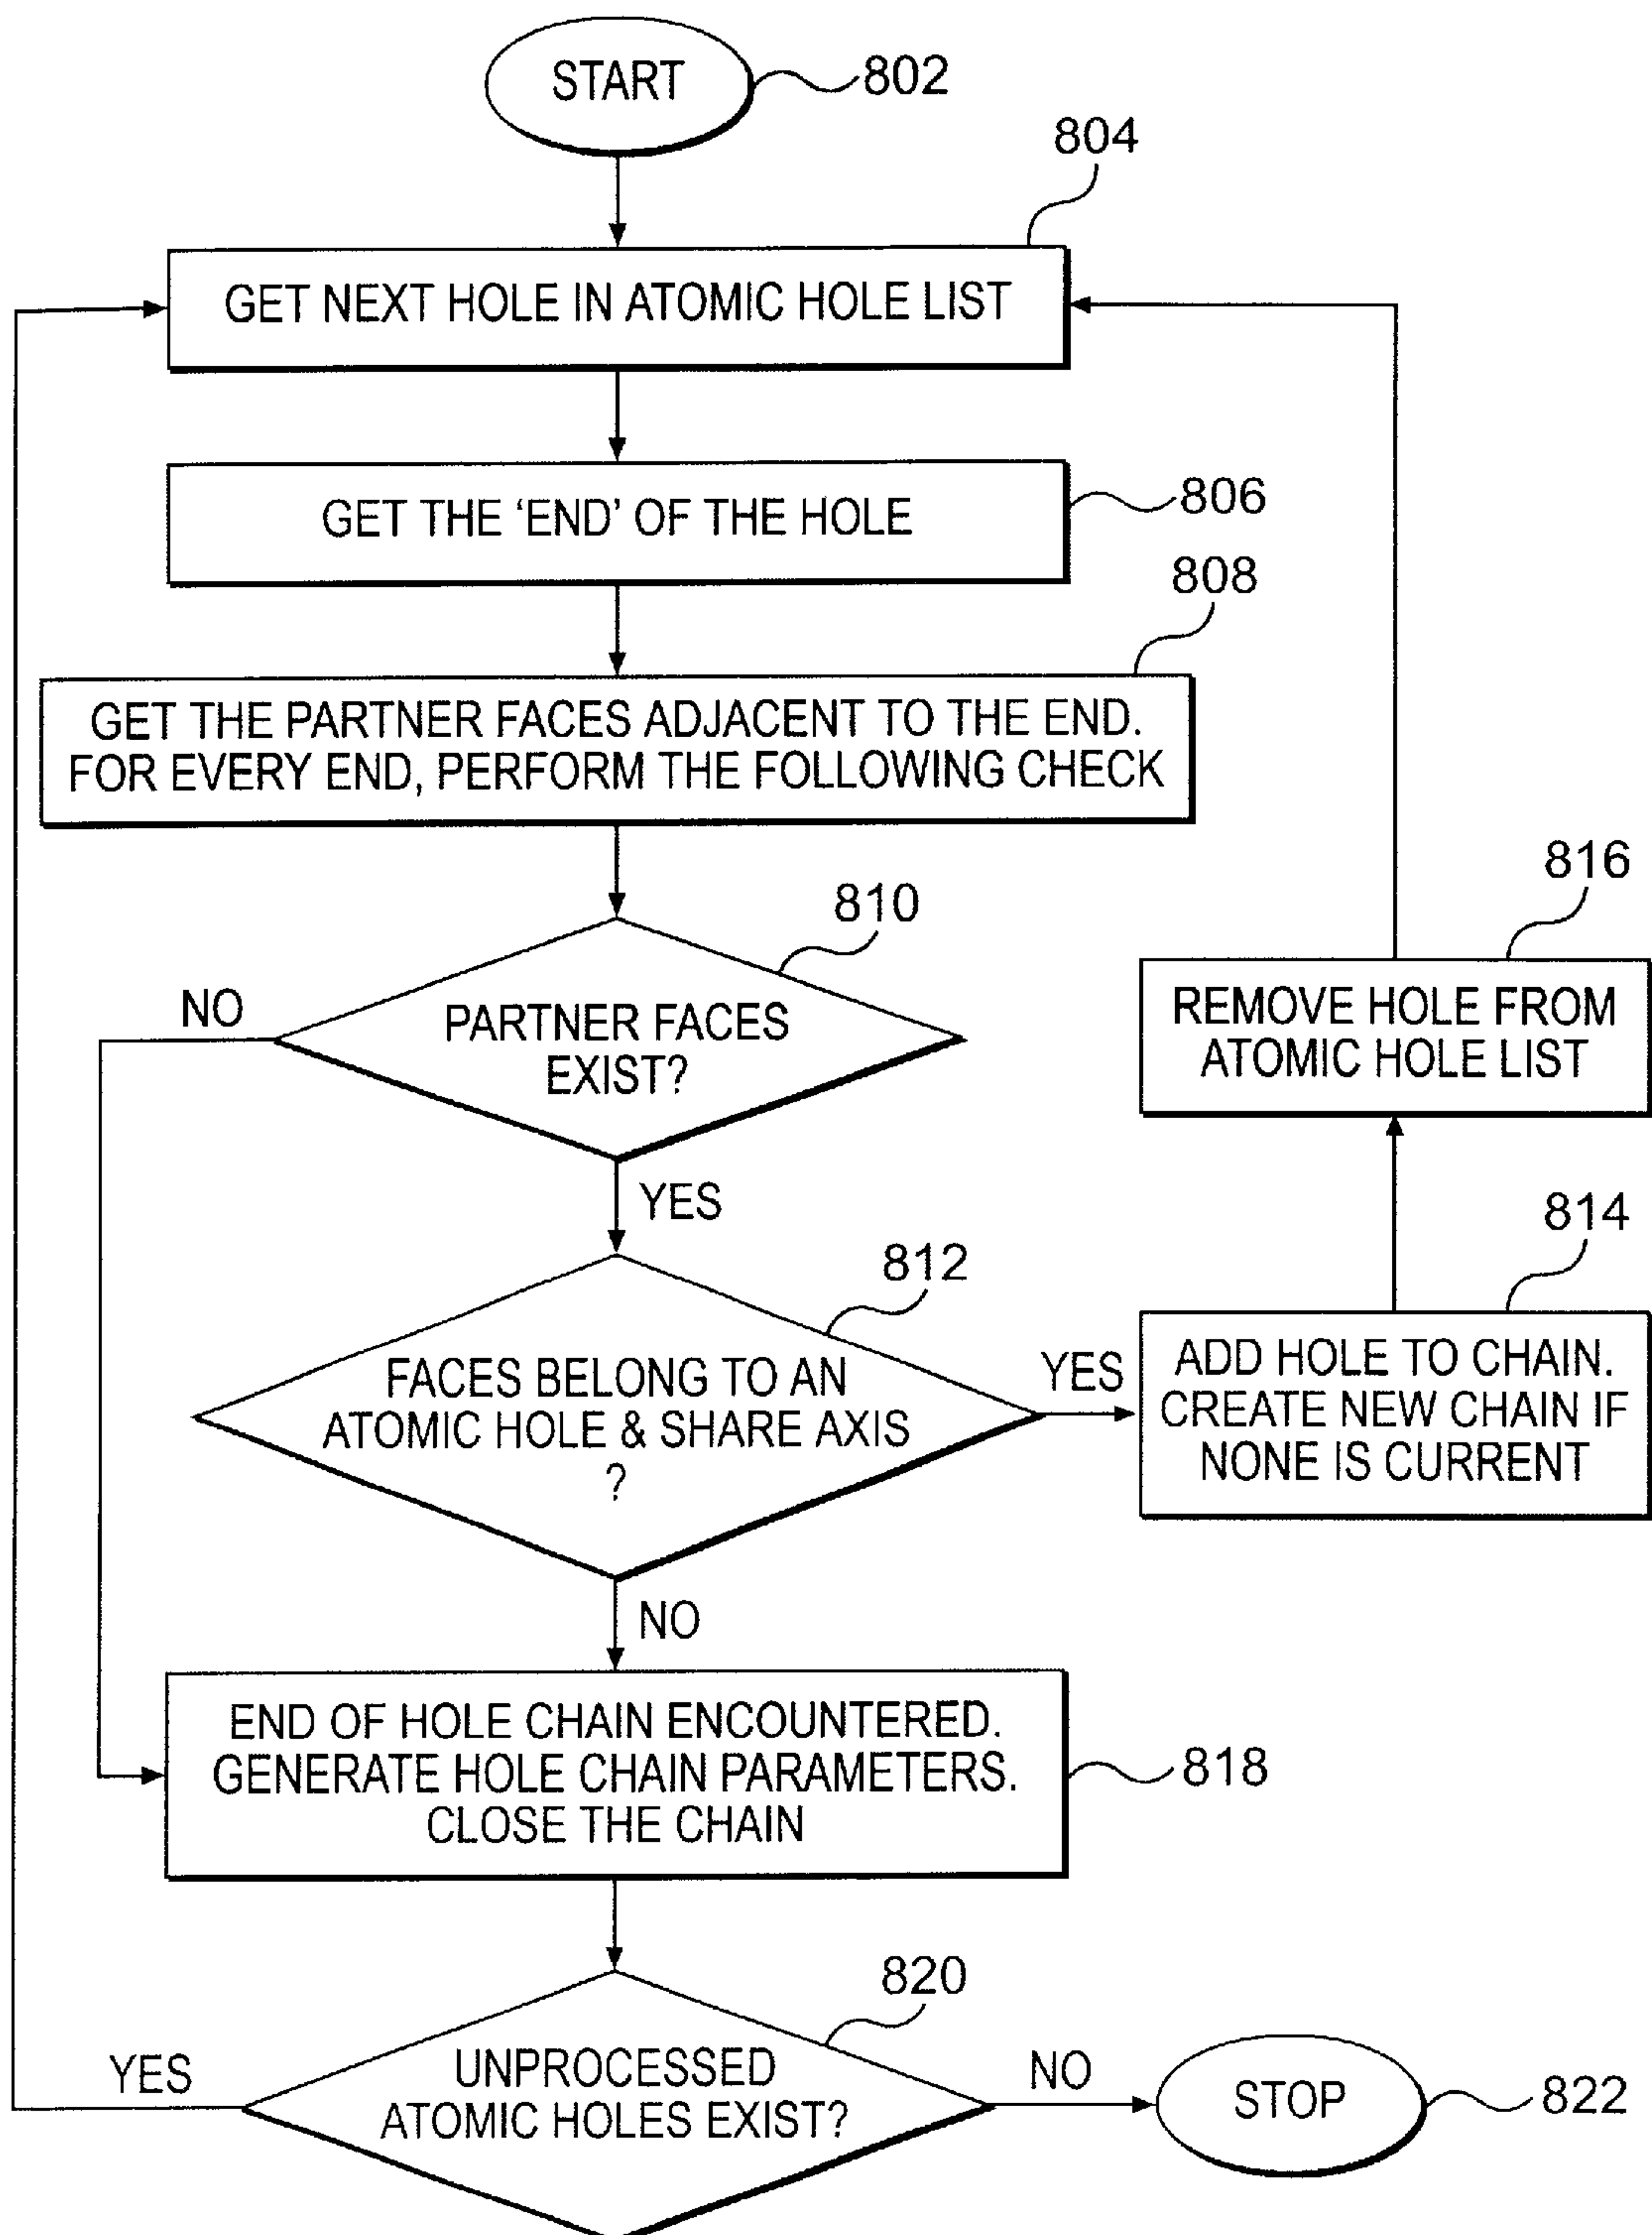 START
802
804
GET NEXT HOLE IN ATOMIC HOLE LIST
GET THE ‘END’ OF THE HOLE
806
808
GET THE PARTNER FACES ADJACENT TO THE END.
FOR EVERY END, PERFORM THE FOLLOWING CHECK
810
NO
PARTNER FACES
EXIST?
YES
816
REMOVE HOLE FROM
ATOMIC HOLE LIST
812
FACES BELONG TO AN
ATOMIC HOLE & SHARE AXIS
?
YES
814
ADD HOLE TO CHAIN.
CREATE NEW CHAIN IF
NONE IS CURRENT
NO
END OF HOLE CHAIN ENCOUNTERED.
GENERATE HOLE CHAIN PARAMETERS.
CLOSE THE CHAIN
818
820
YES
UNPROCESSED
ATOMIC HOLES EXIST?
NO
STOP
822